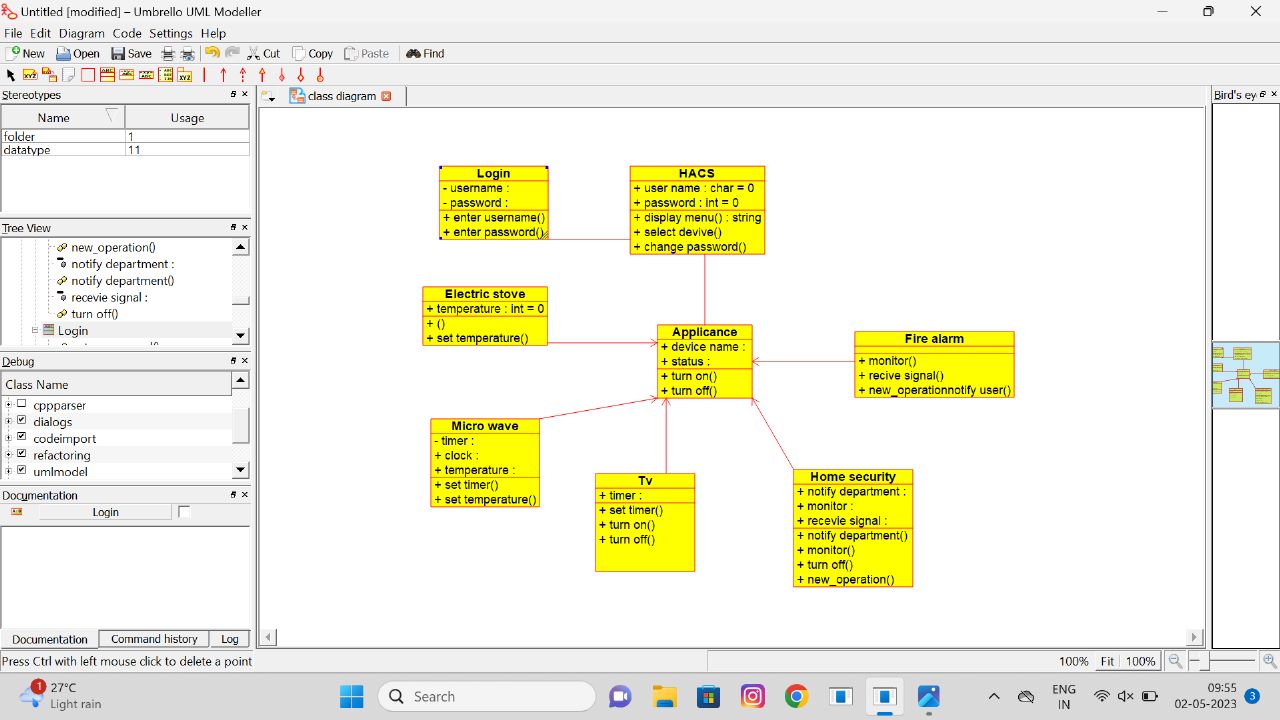 Untitled [modified] – Umbrello UML Modeller
File Edit Diagram Code Settings Help
New Open Save Cut Copy Paste Find
Stereotypes
Name Usage
folder 1
datatype 11
Tree View
new_operation()
notify department :
notify department()
recevie signal :
turn off()
Login
Debug
Class Name
cppparser
dialogs
codeimport
refactoring
umlmodel
Documentation
Login
Documentation Command history Log
class diagram
Login
- username :
- password :
+ enter username()
+ enter password()
HACS
+ user name : char = 0
+ password : int = 0
+ display menu() : string
+ select devive()
+ change password()
Electric stove
+ temperature : int = 0
+ ()
+ set temperature()
Applicance
+ device name :
+ status :
+ turn on()
+ turn off()
Fire alarm
+ monitor()
+ recive signal()
+ new_operationnotify user()
Micro wave
- timer :
+ clock :
+ temperature :
+ set timer()
+ set temperature()
Tv
+ timer :
+ set timer()
+ turn on()
+ turn off()
Home security
+ notify department :
+ monitor :
+ recevie signal :
+ notify department()
+ monitor()
+ turn off()
+ new_operation()
Bird's ey
Press Ctrl with left mouse click to delete a point
100% Fit 100%
1
27°C
Light rain
Search
ENG
IN
09:55
02-05-2023
3